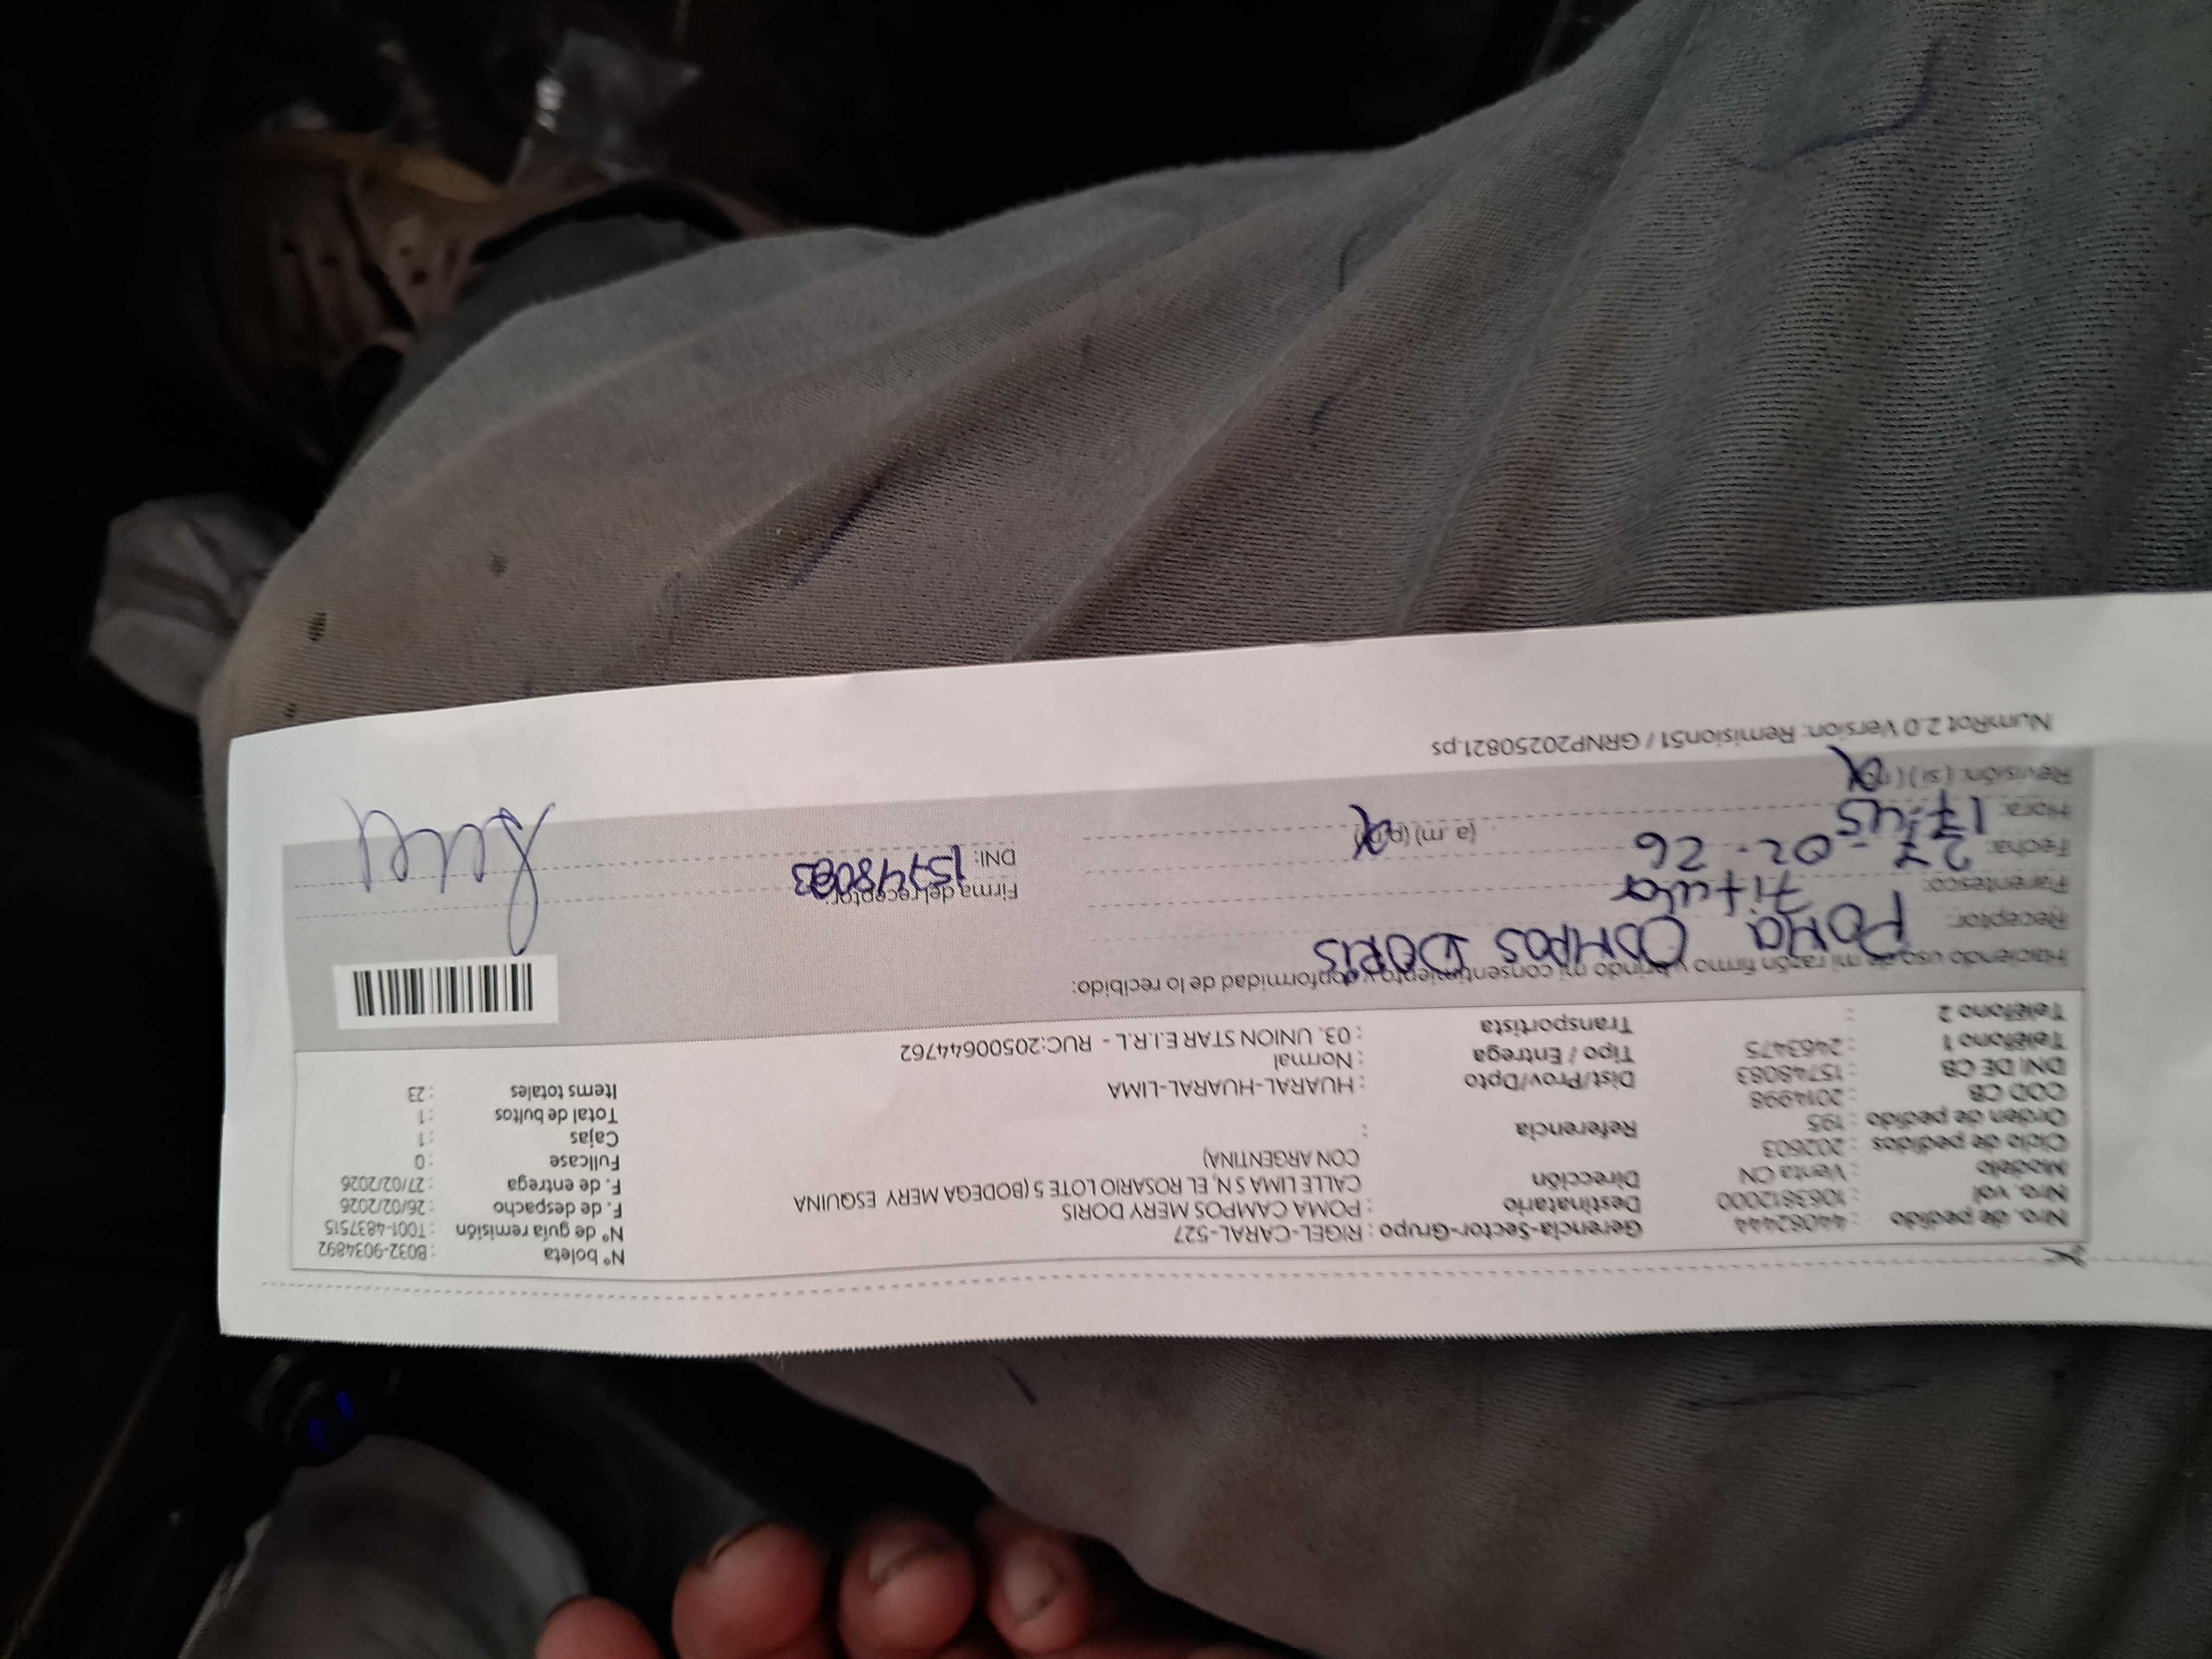 Nro. de pedido : 44082444
Nro. vol : 1063812000
Modelo : Venta CN
Ciclo de pedidos : 202603
Orden de pedido : 195
COD CB : 2014998
DNI DE CB : 15748083
Teléfono 1 : 2463475
Teléfono 2 :
Gerencia-Sector-Grupo : RIGEL-CARAL-527
Destinatario : POMA CAMPOS MERY DORIS
Dirección CALLE LIMA S N, EL ROSARIO LOTE 5 (BODEGA MERY ESQUINA
CON ARGENTINA)
Referencia :
Dist/Prov/Dpto : HUARAL-HUARAL-LIMA
Tipo / Entrega : Normal
Transportista : 03. UNION STAR E.I.R.L - RUC:20500644762
N° boleta : B032-9034892
N° de guía remisión : T001-4837515
F. de despacho : 26/02/2026
F. de entrega : 27/02/2026
Fullcase : 0
Cajas : 1
Total de bultos : 1
Items totales : 23
Haciendo uso de mi razón firmo y brindo mi consentimiento y conformidad de lo recibido:
Receptor: POMA CAMPOS DORIS
Parentesco: Titular
Fecha: 27-02-26
Hora: 17:45 (a.m) (p.m)
Revisión: (si) (no)
Firma del receptor:
DNI: 15748083
NumRot 2.0 Version: Remision51 / GRNP20250821.ps